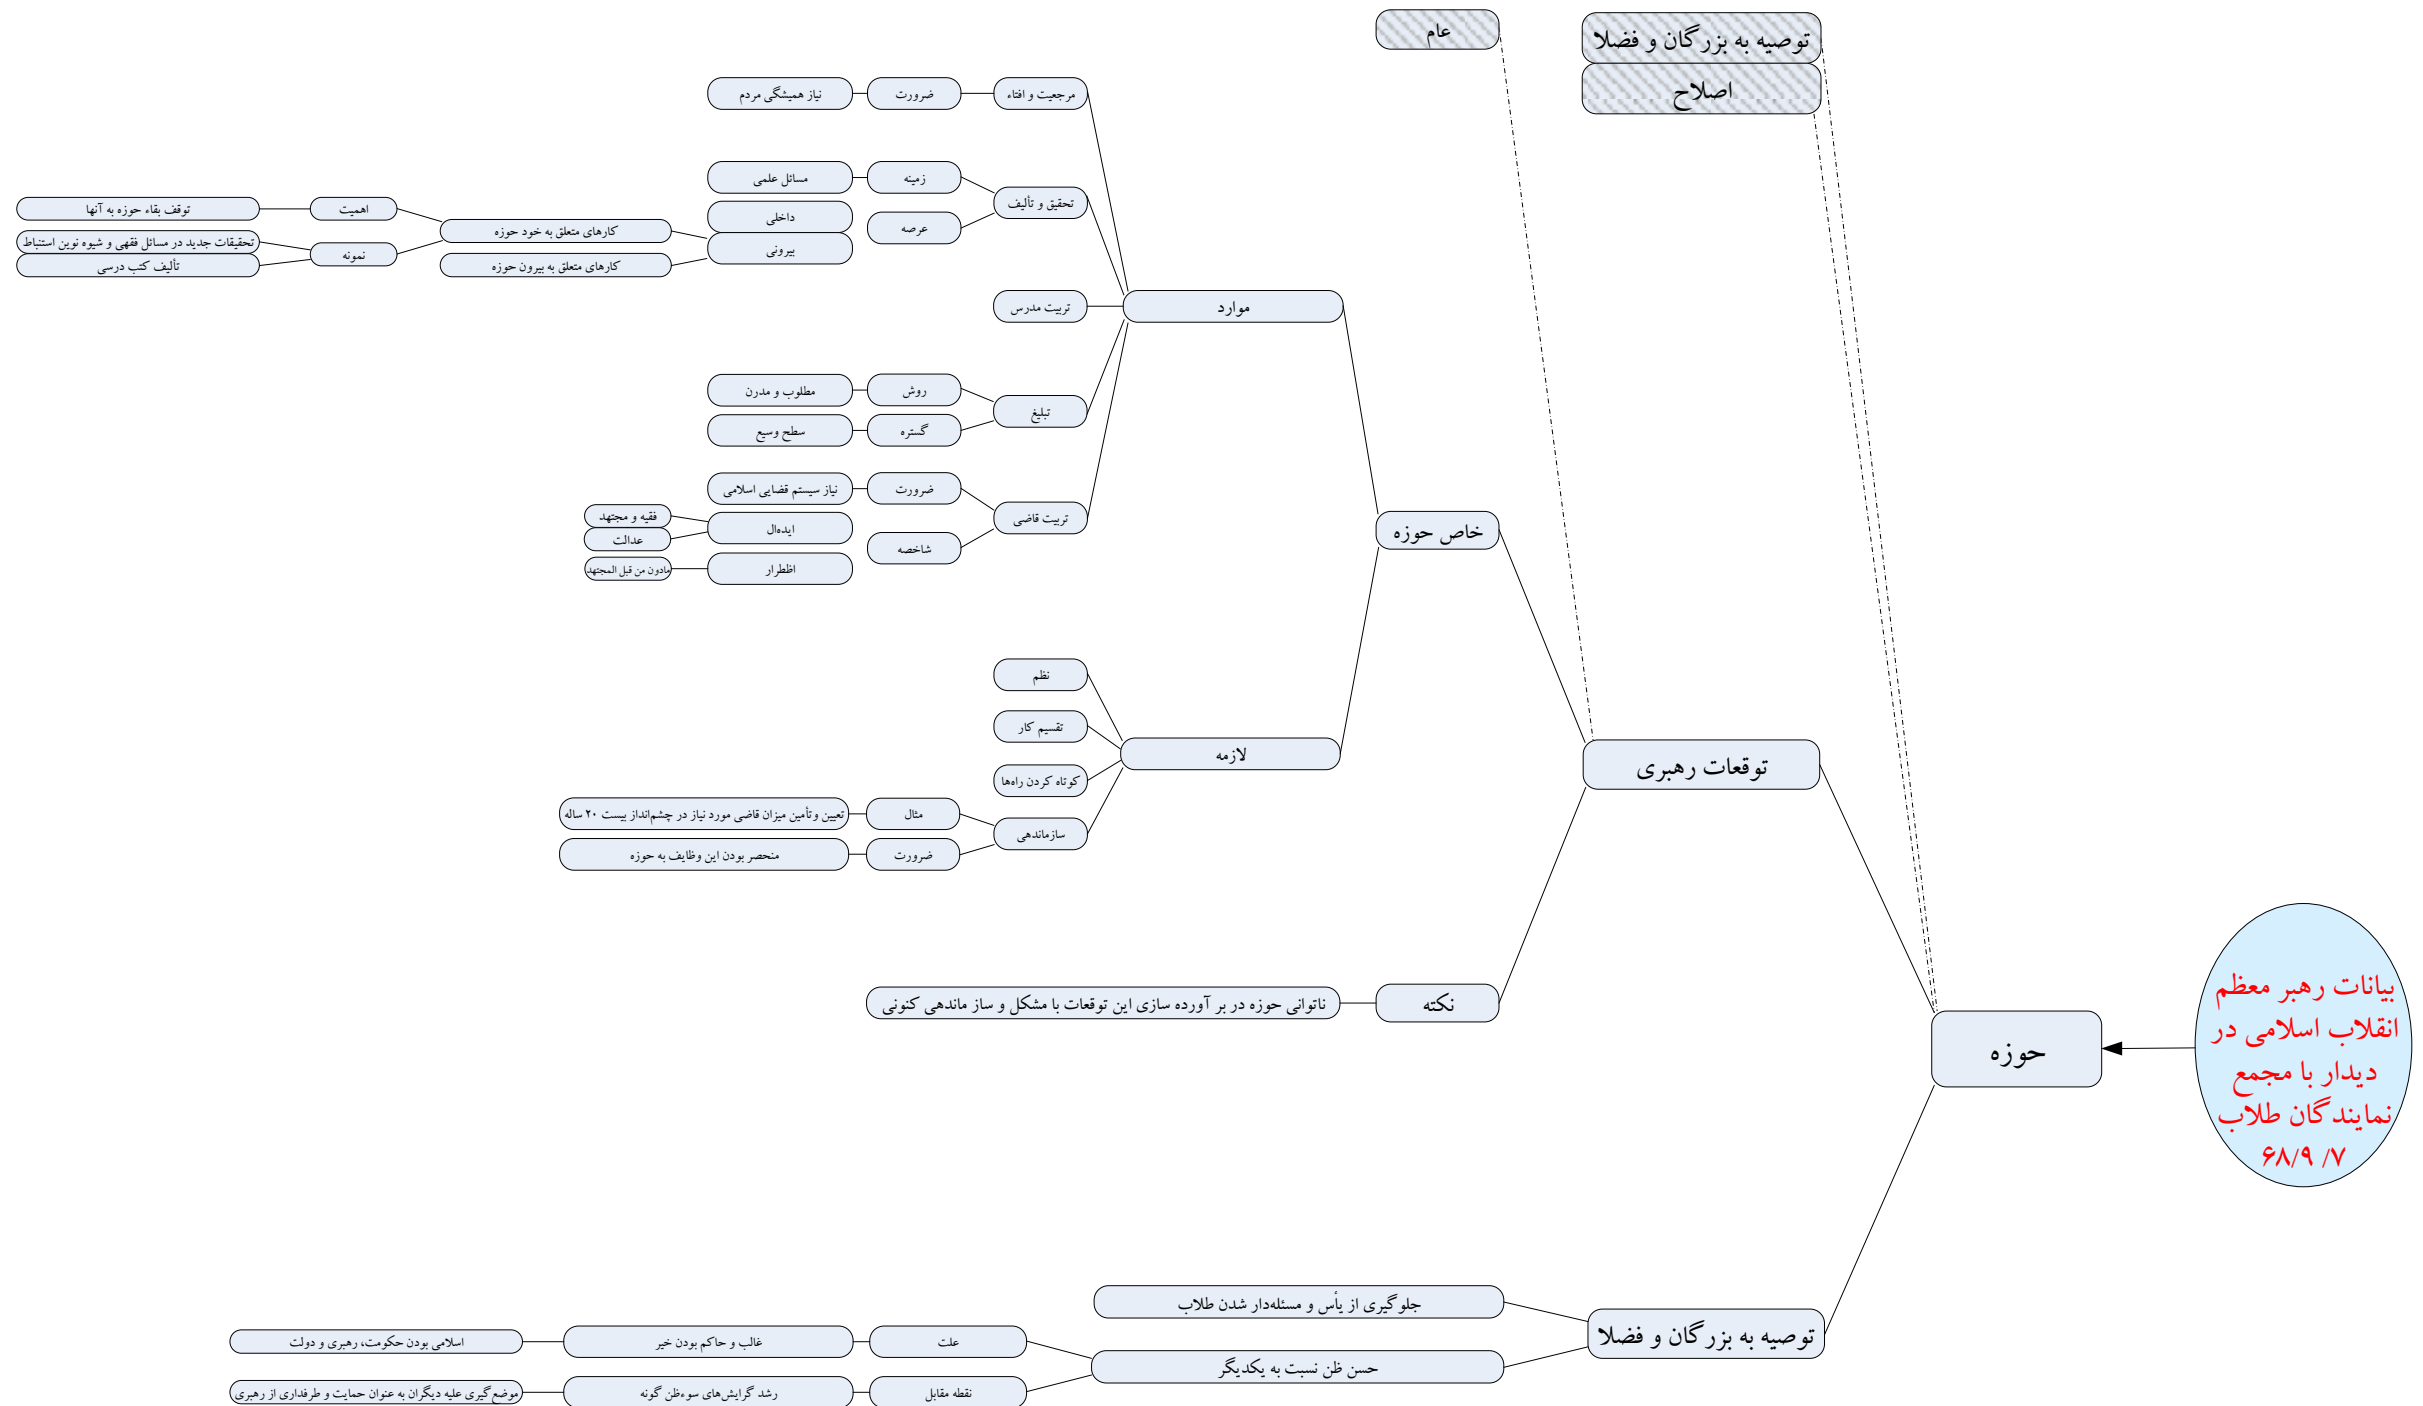 بیانات رهبر معظم
انقلاب اسلامی در
دیدار با مجمع
نمایندگان طلاب
۶۸/۹ /۷
حوزه
توصیه به بزرگان و فضلا
اصلاح
توقعات رهبری
عام
خاص حوزه
موارد
مرجعیت و افتاء
ضرورت
نیاز همیشگی مردم
تحقیق و تألیف
زمینه
مسائل علمی
عرصه
داخلی
کارهای متعلق به خود حوزه
اهمیت
توقف بقاء حوزه به آنها
نمونه
تحقیقات جدید در مسائل فقهی و شیوه نوین استنباط
تألیف کتب درسی
بیرونی
کارهای متعلق به بیرون حوزه
تربیت مدرس
تبلیغ
روش
مطلوب و مدرن
گستره
سطح وسیع
تربیت قاضی
ضرورت
نیاز سیستم قضایی اسلامی
شاخصه
ایده‌ال
فقیه و مجتهد
عدالت
اظطرار
مادون من قبل المجتهد
لازمه
نظم
تقسیم کار
کوتاه کردن راه‌ها
سازماندهی
مثال
تعیین وتأمین میزان قاضی مورد نیاز در چشم‌انداز بیست ۲۰ ساله
ضرورت
منحصر بودن این وظایف به حوزه
نکته
ناتوانی حوزه در بر آورده سازی این توقعات با مشکل و ساز ماندهی کنونی
توصیه به بزرگان و فضلا
جلوگیری از یأس و مسئله‌دار شدن طلاب
حسن ظن نسبت به یکدیگر
علت
غالب و حاکم بودن خیر
اسلامی بودن حکومت، رهبری و دولت
نقطه مقابل
رشد گرایش‌های سوءظن گونه
موضع‌گیری علیه دیگران به عنوان حمایت و طرفداری از رهبری